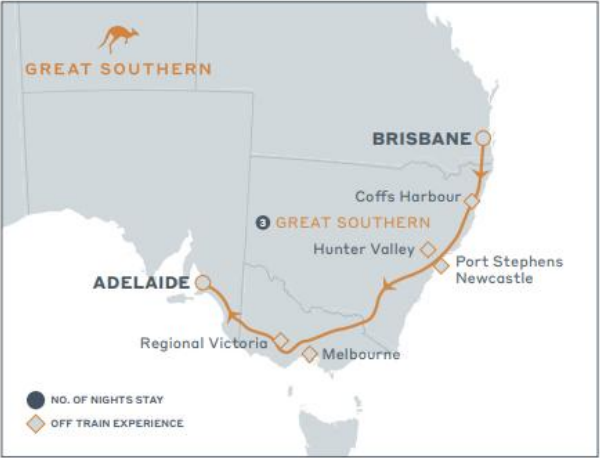 GREAT SOUTHERN
BRISBANE
Coffs Harbour
3 GREAT SOUTHERN
Hunter Valley
Port Stephens
Newcastle
ADELAIDE
Regional Victoria
Melbourne
NO. OF NIGHTS STAY
OFF TRAIN EXPERIENCE